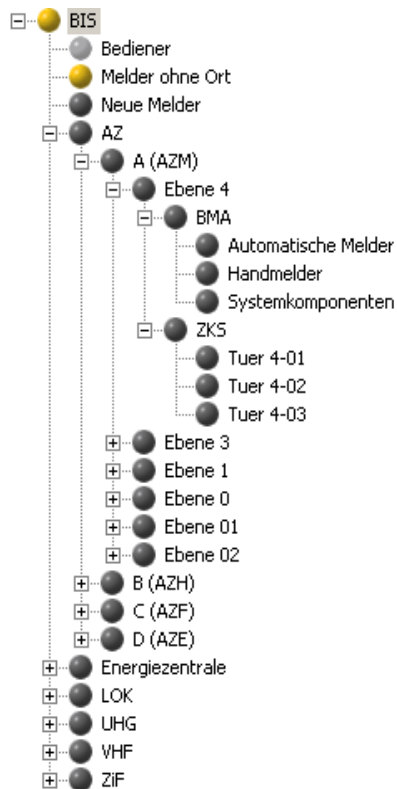 BIS
Bediener
Melder ohne Ort
Neue Melder
AZ
A (AZM)
Ebene 4
BMA
Automatische Melder
Handmelder
Systemkomponenten
ZKS
Tuer 4-01
Tuer 4-02
Tuer 4-03
Ebene 3
Ebene 1
Ebene 0
Ebene 01
Ebene 02
B (AZH)
C (AZF)
D (AZE)
Energiezentrale
LOK
UHG
VHF
ZiF